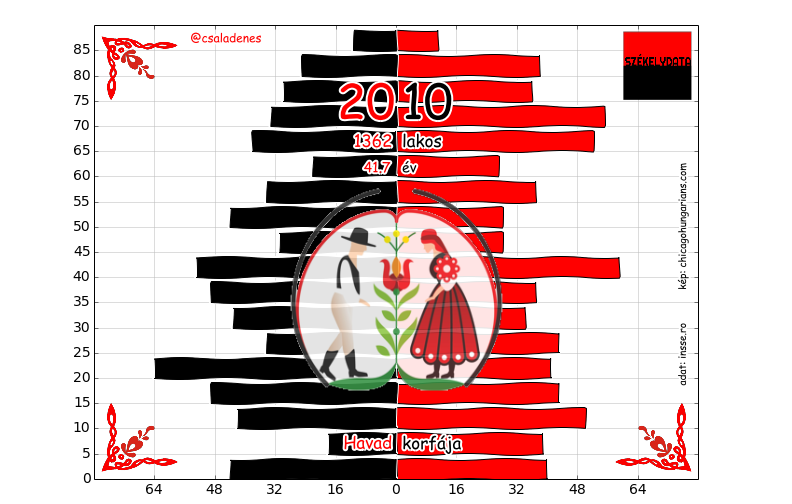 @csaladenes
SZÉKELYDATA
2010
1362 lakos
41.7 év
Havad korfája
kép: chicagohungarians.com
adat: insse.ro
85
80
75
70
65
60
55
50
45
40
35
30
25
20
15
10
5
0
64 48 32 16 0 16 32 48 64